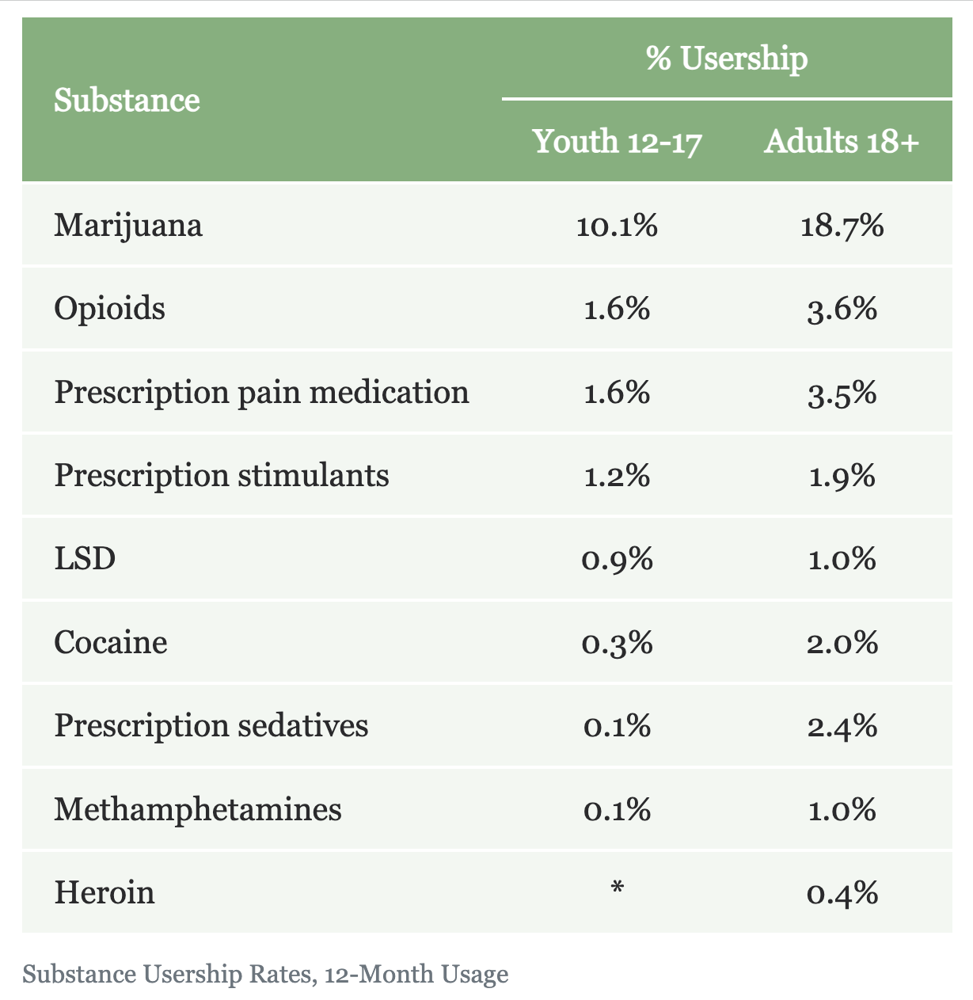 % Usership
Substance
Youth 12-17 Adults 18+
Marijuana 10.1% 18.7%
Opioids 1.6% 3.6%
Prescription pain medication 1.6% 3.5%
Prescription stimulants 1.2% 1.9%
LSD 0.9% 1.0%
Cocaine 0.3% 2.0%
Prescription sedatives 0.1% 2.4%
Methamphetamines 0.1% 1.0%
Heroin * 0.4%
Substance Usership Rates, 12-Month Usage